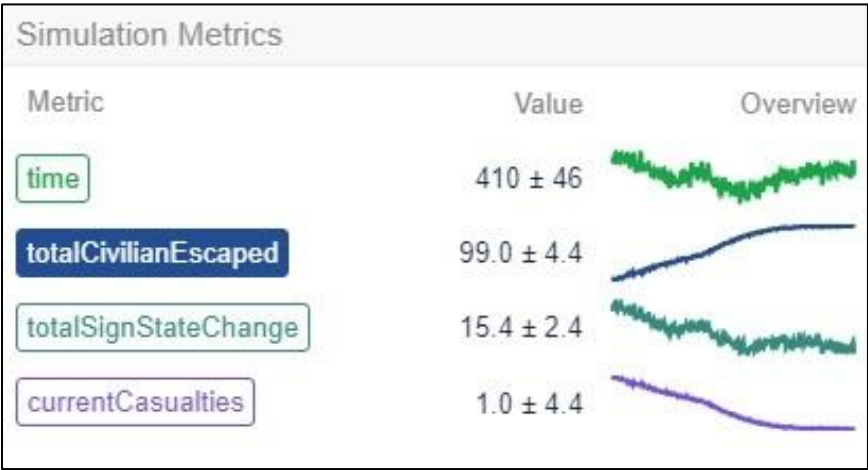 Simulation Metrics
Metric Value Overview
time 410 ± 46
totalCivilianEscaped 99.0 ± 4.4
totalSignStateChange 15.4 ± 2.4
currentCasualties 1.0 ± 4.4